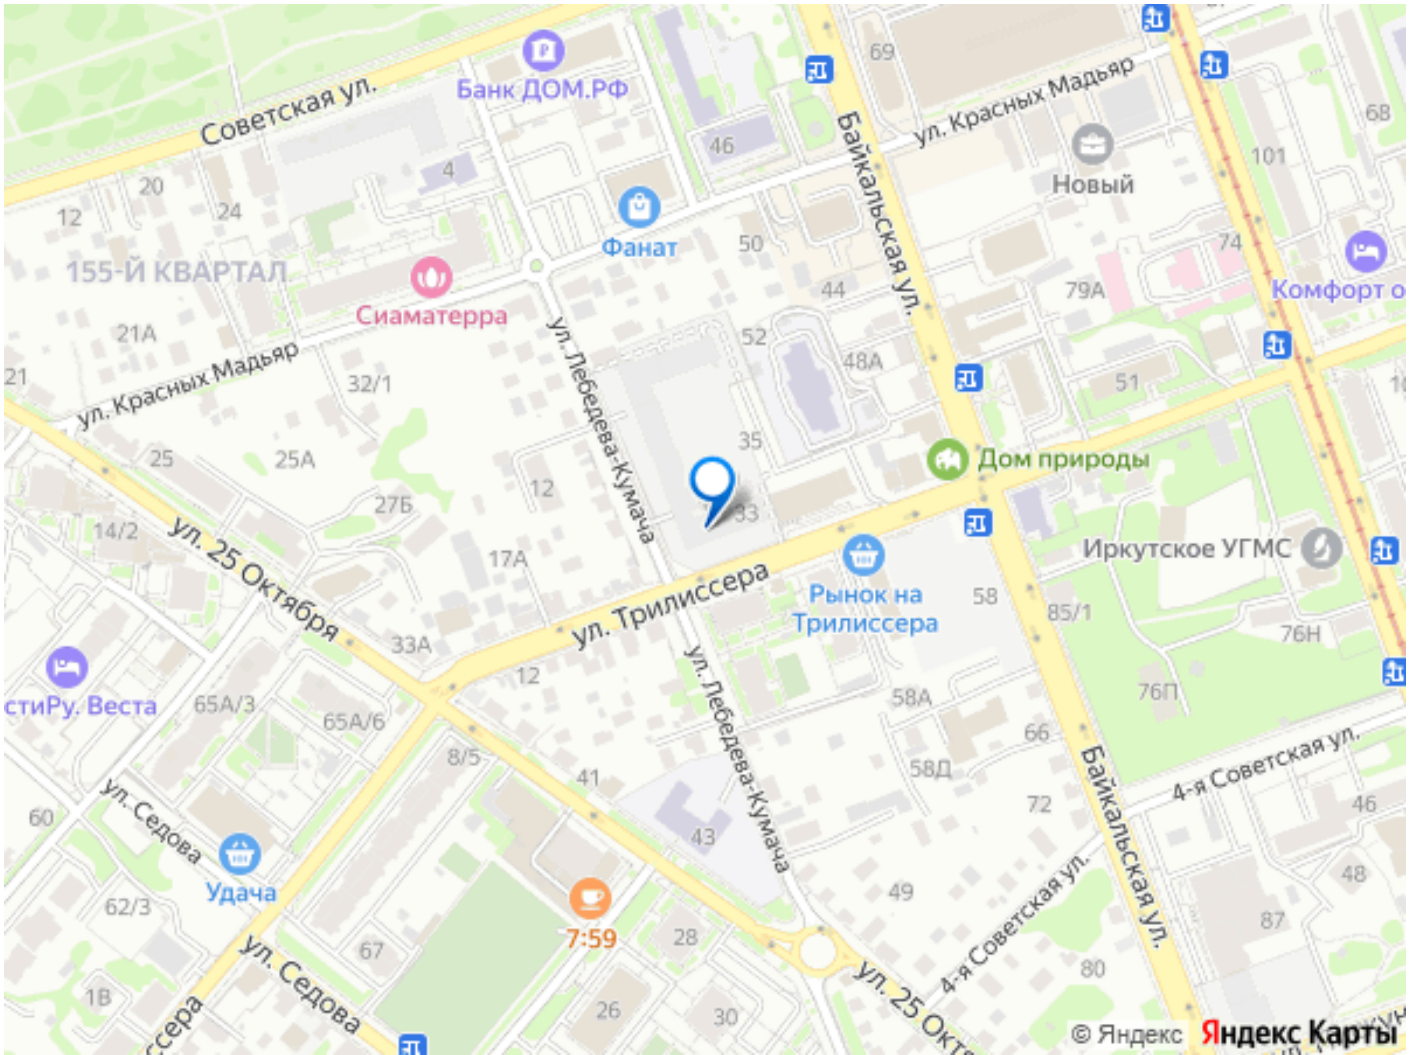 Банк ДОМ.РФ
69
Советская ул.
46
ул. Красных Мадьяр
68
4
20
24
12
101
Новый
Байкальская ул.
Фанат
50
74
155-Й КВАРТАЛ
44
79А
Комфорт о
Сиаматерра
21А
52
48А
51
32/1
21
ул. Красных Мадьяр
ул. Лебедева-Кумача
35
25
25А
12
Дом природы
27Б
33
14/2
ул. 25 Октября
17А
Иркутское УГМС
ул. Трилиссера
Рынок на
Трилиссера
58
85/1
76Н
33А
12
стиРу. Веста
65А/3
65А/6
58А
76П
66
8/5
41
58Д
ул. Лебедева-Кумача
4-я Советская ул.
72
46
60
ул. Седова
43
Байкальская ул.
Удача
49
48
62/3
7:59
28
87
67
4-я Советская ул.
80
ул. Седова
1В
26
30
ул. 25 Окт
ссера
© Яндекс
Яндекс Карты